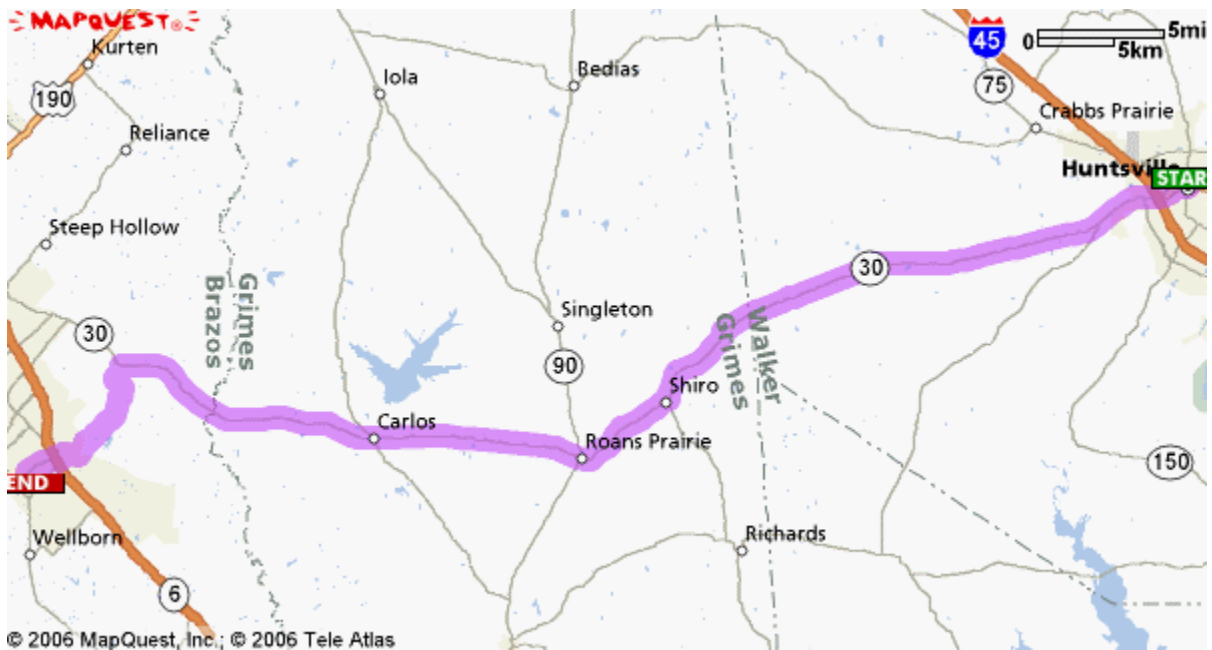 MAPQUEST®
Kurten
190
Reliance
Steep Hollow
Iola
Bedias
45
0
5mi
5km
75
Crabbs Prairie
Huntsville
STAR
30
Grimes
Brazos
Singleton
90
30
Walker
Grimes
Shiro
Carlos
Roans Prairie
END
Wellborn
6
Richards
150
© 2006 MapQuest, Inc.; © 2006 Tele Atlas